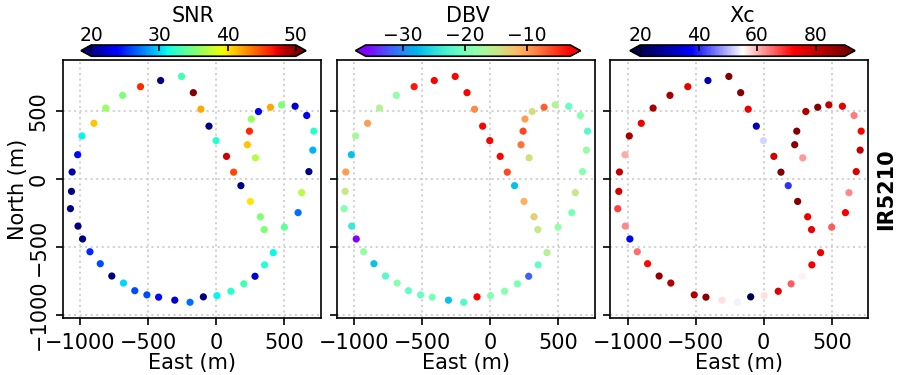 SNR DBV Xc
20 30 40 50 −30 −20 −10 20 40 60 80
500
0
−500
−1000
North (m)
−1000 −500 0 500 −1000 −500 0 500 −1000 −500 0 500
East (m) East (m) East (m)
IR5210